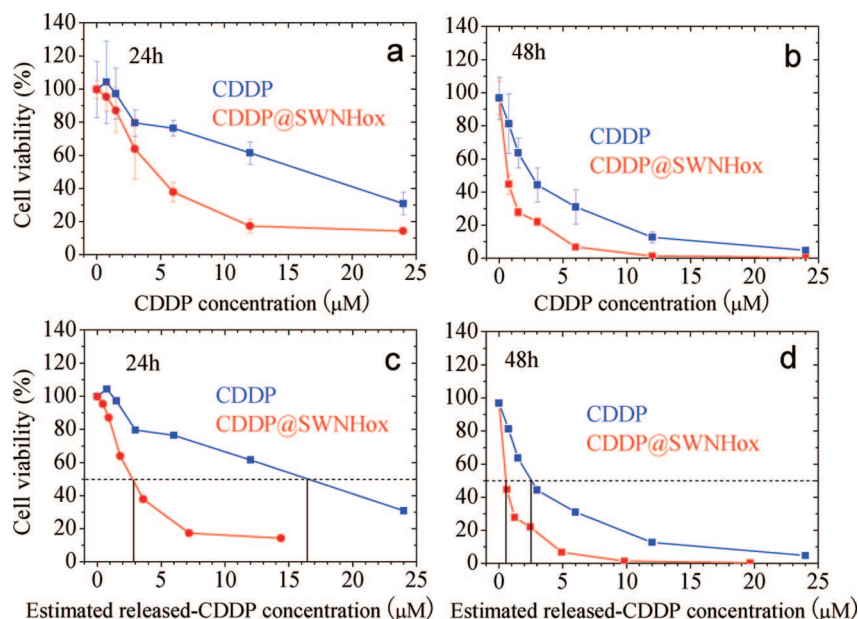 a
24h
CDDP
CDDP@SWNHox
Cell viability (%)
140
120
100
80
60
40
20
0
0 5 10 15 20 25
CDDP concentration (μM)
b
48h
CDDP
CDDP@SWNHox
140
120
100
80
60
40
20
0
0 5 10 15 20 25
CDDP concentration (μM)
c
24h
CDDP
CDDP@SWNHox
Cell viability (%)
140
120
100
80
60
40
20
0
0 5 10 15 20 25
Estimated released-CDDP concentration (μM)
d
48h
CDDP
CDDP@SWNHox
140
120
100
80
60
40
20
0
0 5 10 15 20 25
Estimated released-CDDP concentration (μM)